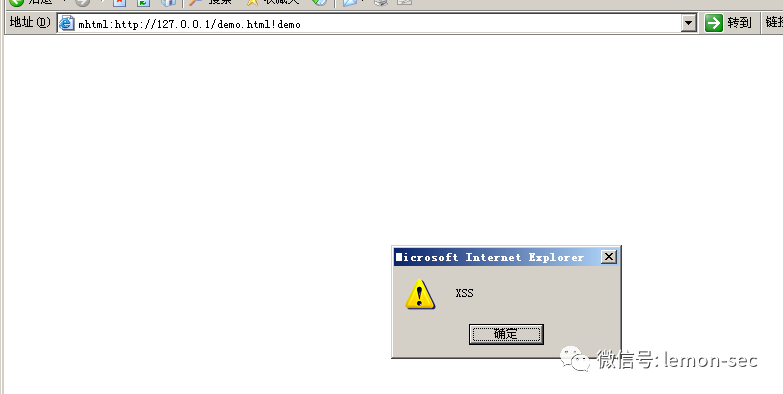 后退 搜索 收藏夹
地址(D) mhtml:http://127.0.0.1/demo.html!demo 转到 链接
Microsoft Internet Explorer
XSS
确定
微信号: lemon-sec